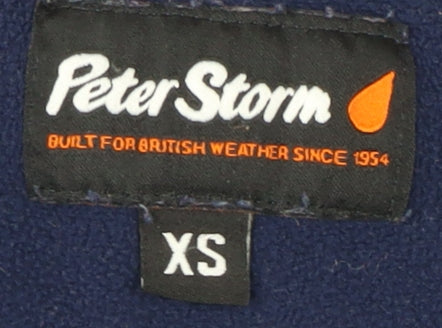 Peter Storm
BUILT FOR BRITISH WEATHER SINCE 1954
XS